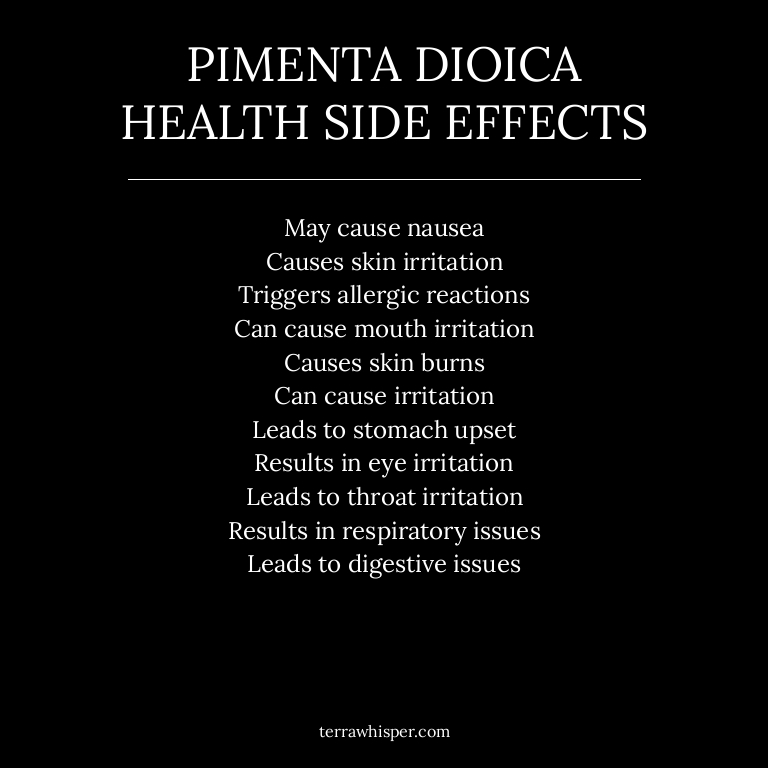 PIMENTA DIOICA
HEALTH SIDE EFFECTS
May cause nausea
Causes skin irritation
Triggers allergic reactions
Can cause mouth irritation
Causes skin burns
Can cause irritation
Leads to stomach upset
Results in eye irritation
Leads to throat irritation
Results in respiratory issues
Leads to digestive issues
terrawhisper.com